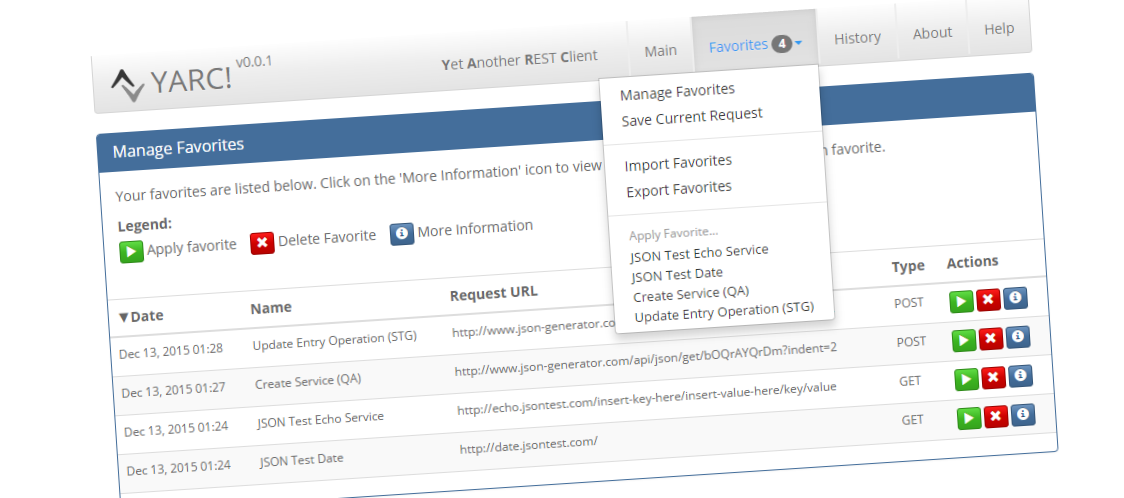 YARC! v0.0.1
Yet Another REST Client
Main
Favorites 4
History
About
Help
Manage Favorites
Save Current Request
Import Favorites
Export Favorites
Apply Favorite...
JSON Test Echo Service
JSON Test Date
Create Service (QA)
Update Entry Operation (STG)
Manage Favorites
Your favorites are listed below. Click on the 'More Information' icon to view favorite.
Legend:
Apply favorite Delete Favorite More Information
Date Name Request URL Type Actions
Dec 13, 2015 01:28 Update Entry Operation (STG) http://www.json-generator.co POST
Dec 13, 2015 01:27 Create Service (QA) http://www.json-generator.com/api/json/get/bOQrAYQrDm?indent=2 POST
Dec 13, 2015 01:24 JSON Test Echo Service http://echo.jsontest.com/insert-key-here/insert-value-here/key/value GET
Dec 13, 2015 01:24 JSON Test Date http://date.jsontest.com/ GET